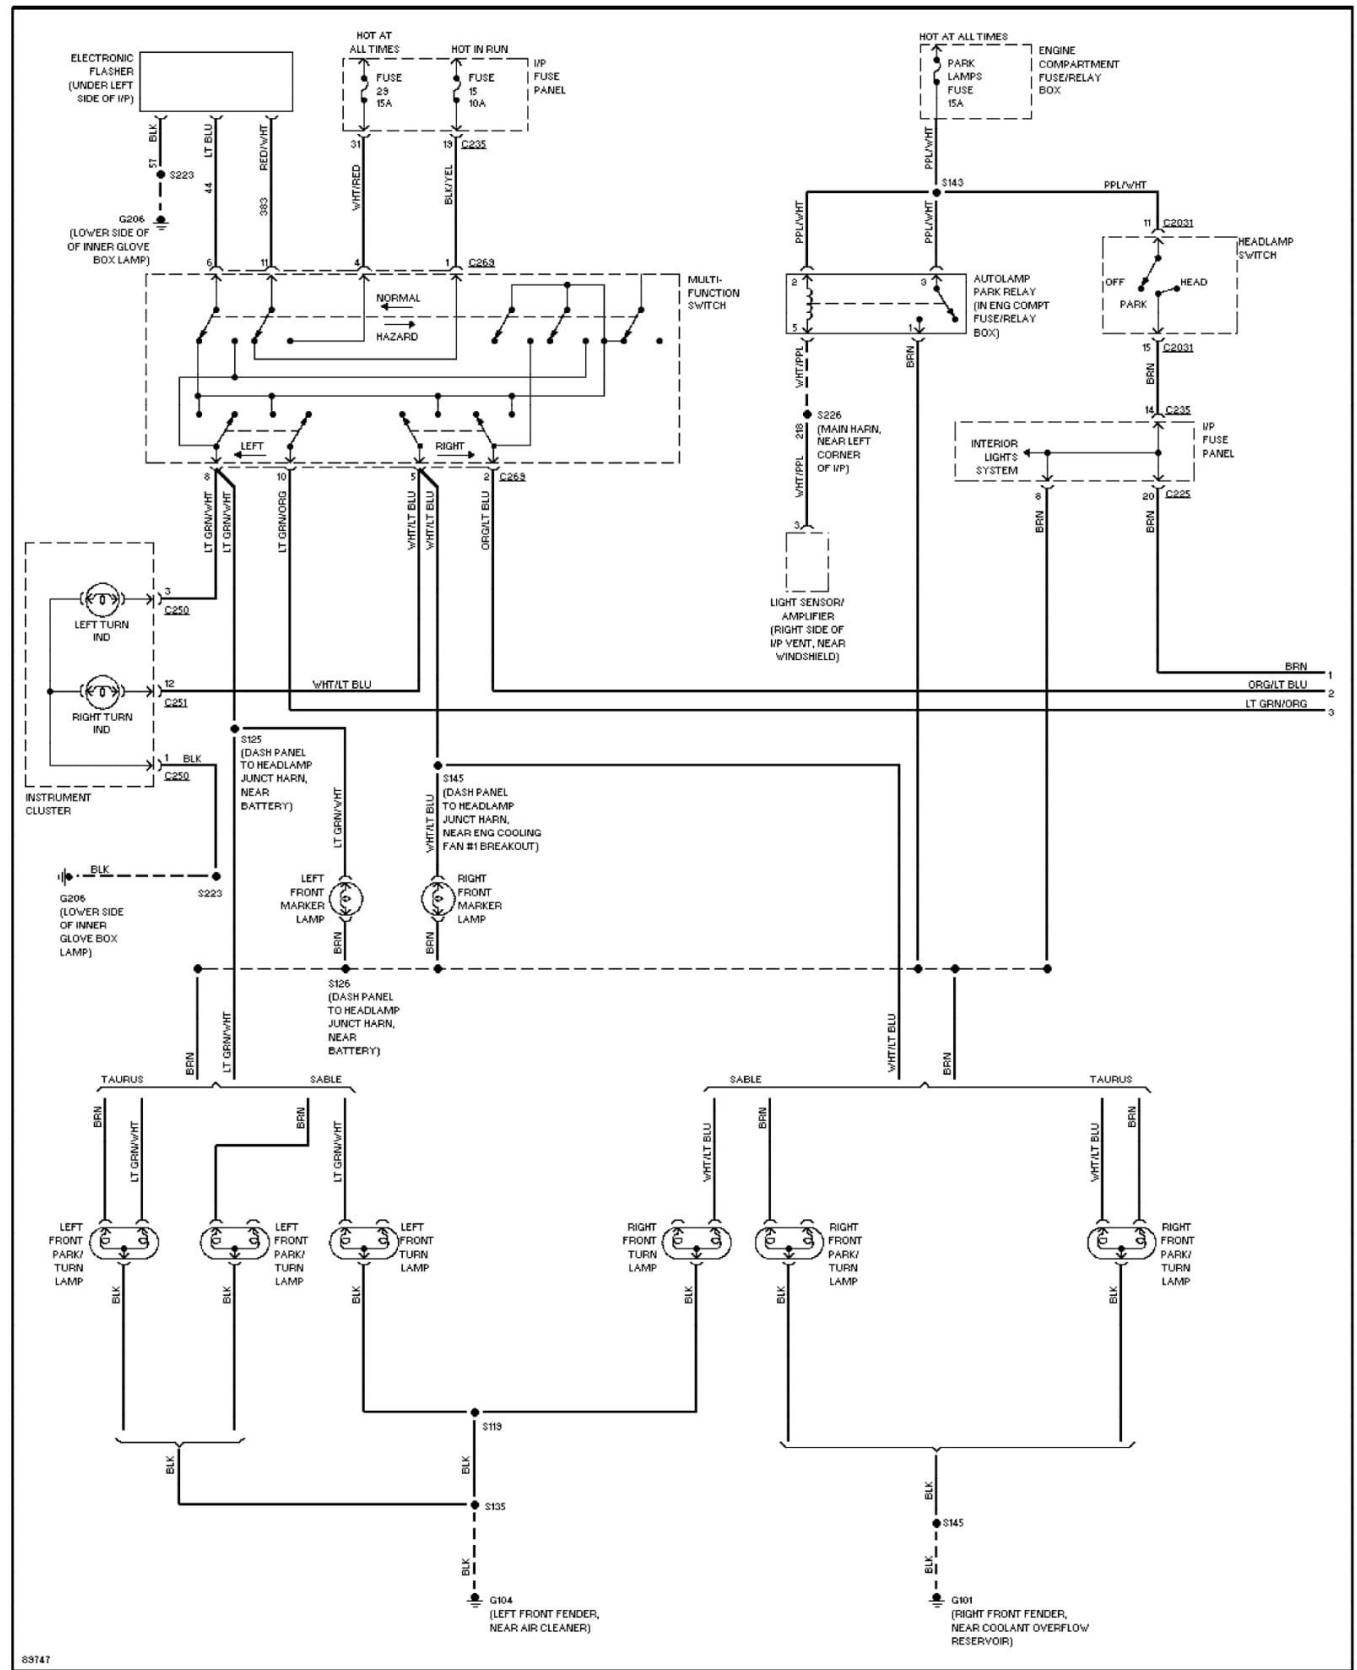 HOT AT
ALL TIMES
HOT IN RUN
HOT AT ALL TIMES
ELECTRONIC
FLASHER
(UNDER LEFT
SIDE OF I/P)
FUSE
29
15A
FUSE
15
10A
I/P
FUSE
PANEL
PARK
LAMPS
FUSE
15A
ENGINE
COMPARTMENT
FUSE/RELAY
BOX
BLK
57
LT BLU
44
RED/WHT
383
31
WHT/RED
19
C235
BLK/YEL
S223
G206
(LOWER SIDE OF
OF INNER GLOVE
BOX LAMP)
PPL/WHT
S143
PPL/WHT
PPL/WHT
PPL/WHT
11
C2031
HEADLAMP
SWITCH
OFF
HEAD
PARK
15
C2031
BRN
6
11
4
1
C269
NORMAL
HAZARD
MULTI-
FUNCTION
SWITCH
LEFT
RIGHT
2
3
5
1
AUTOLAMP
PARK RELAY
(IN ENG COMPT
FUSE/RELAY
BOX)
WHT/PPL
BRN
S226
(MAIN HARN,
NEAR LEFT
CORNER
OF I/P)
218
WHT/PPL
3
LIGHT SENSOR/
AMPLIFIER
(RIGHT SIDE OF
I/P VENT, NEAR
WINDSHIELD)
14
C235
I/P
FUSE
PANEL
INTERIOR
LIGHTS
SYSTEM
8
20
C225
BRN
BRN
8
10
5
2
C269
LT GRN/WHT
LT GRN/WHT
LT GRN/ORG
WHT/LT BLU
WHT/LT BLU
ORG/LT BLU
3
C250
LEFT TURN
IND
12
C251
WHT/LT BLU
RIGHT TURN
IND
1
BLK
C250
INSTRUMENT
CLUSTER
BRN
1
ORG/LT BLU
2
LT GRN/ORG
3
S125
(DASH PANEL
TO HEADLAMP
JUNCT HARN,
NEAR
BATTERY)
LT GRN/WHT
S145
(DASH PANEL
TO HEADLAMP
JUNCT HARN,
NEAR ENG COOLING
FAN #1 BREAKOUT)
WHT/LT BLU
BLK
S223
G206
(LOWER SIDE
OF INNER
GLOVE BOX
LAMP)
LEFT
FRONT
MARKER
LAMP
RIGHT
FRONT
MARKER
LAMP
BRN
BRN
S126
(DASH PANEL
TO HEADLAMP
JUNCT HARN,
NEAR
BATTERY)
BRN
LT GRN/WHT
WHT/LT BLU
BRN
TAURUS
SABLE
SABLE
TAURUS
BRN
LT GRN/WHT
BRN
LT GRN/WHT
WHT/LT BLU
BRN
WHT/LT BLU
BRN
LEFT
FRONT
PARK/
TURN
LAMP
LEFT
FRONT
PARK/
TURN
LAMP
LEFT
FRONT
TURN
LAMP
RIGHT
FRONT
TURN
LAMP
RIGHT
FRONT
PARK/
TURN
LAMP
RIGHT
FRONT
PARK/
TURN
LAMP
BLK
BLK
BLK
BLK
BLK
BLK
S119
BLK
BLK
S135
BLK
G104
(LEFT FRONT FENDER,
NEAR AIR CLEANER)
BLK
S145
BLK
G101
(RIGHT FRONT FENDER,
NEAR COOLANT OVERFLOW
RESERVOIR)
89747